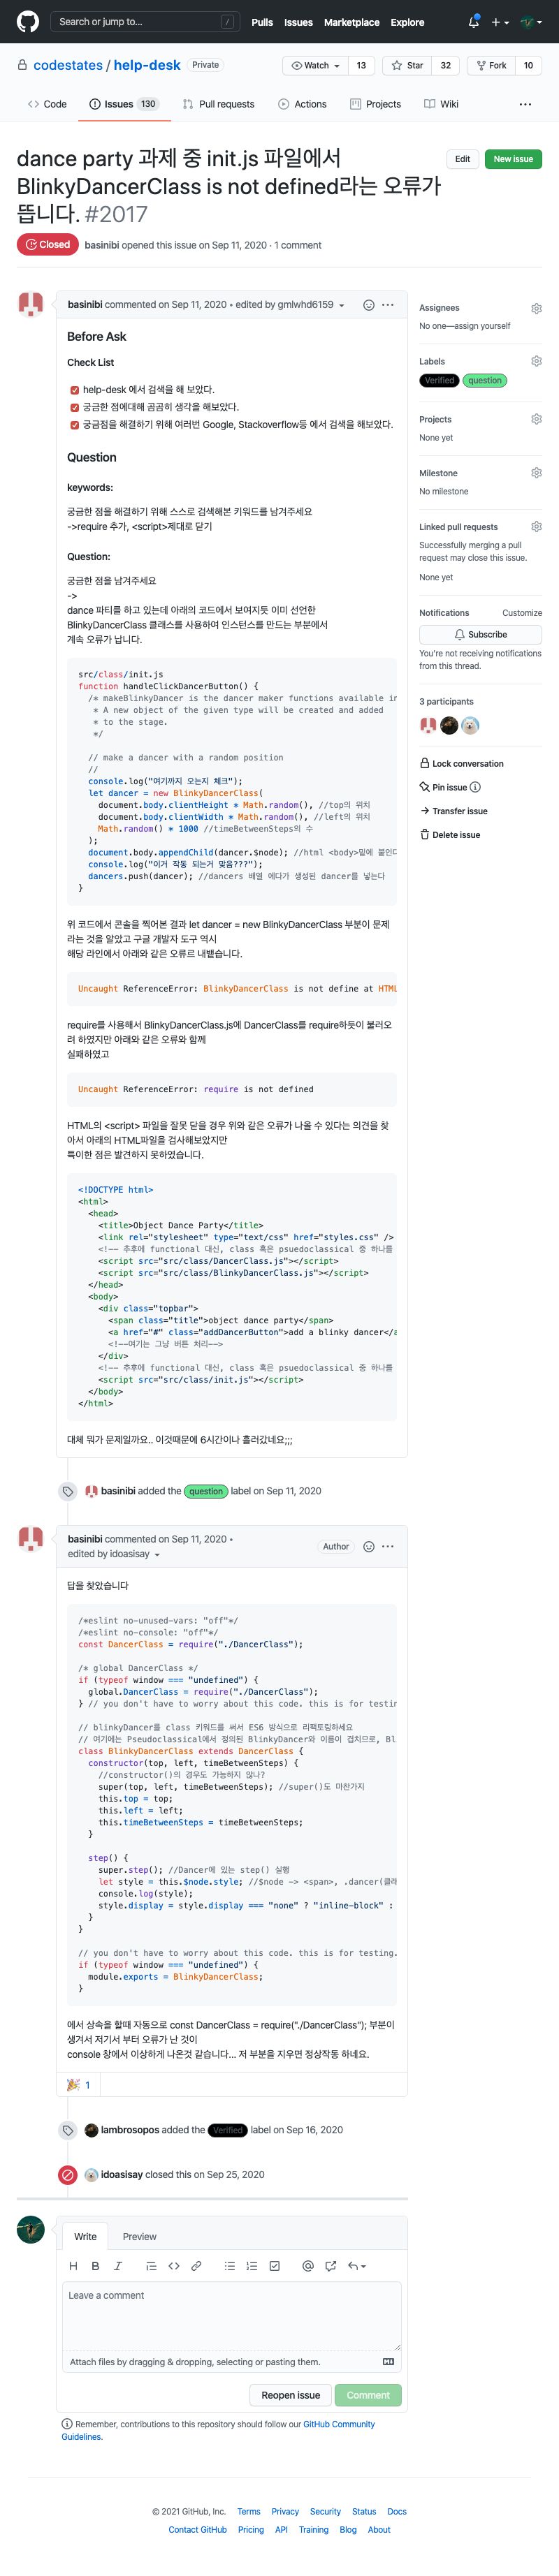 Search or jump to...
/
Pulls Issues Marketplace Explore
codestates / help-desk Private
Watch 13 Star 32 Fork 10
Code Issues 130 Pull requests Actions Projects Wiki
dance party 과제 중 init.js 파일에서
BlinkyDancerClass is not defined라는 오류가
뜹니다. #2017
Edit New issue
Closed basinibi opened this issue on Sep 11, 2020 · 1 comment
basinibi commented on Sep 11, 2020 • edited by gmlwhd6159
Before Ask
Check List
help-desk 에서 검색을 해 보았다.
궁금한 점에대해 곰곰히 생각을 해보았다.
궁금점을 해결하기 위해 여러번 Google, Stackoverflow등 에서 검색을 해보았다.
Question
keywords:
궁금한 점을 해결하기 위해 스스로 검색해본 키워드를 남겨주세요
->require 추가, <script>제대로 닫기
Question:
궁금한 점을 남겨주세요
->
dance 파티를 하고 있는데 아래의 코드에서 보여지듯 이미 선언한
BlinkyDancerClass 클래스를 사용하여 인스턴스를 만드는 부분에서
계속 오류가 납니다.
src/class/init.js
function handleClickDancerButton() {
/* makeBlinkyDancer is the dancer maker functions available in
* A new object of the given type will be created and added
* to the stage.
*/
// make a dancer with a random position
//
console.log("여기까지 오는지 체크");
let dancer = new BlinkyDancerClass(
document.body.clientHeight * Math.random(), //top의 위치
document.body.clientWidth * Math.random(), //left의 위치
Math.random() * 1000 //timeBetweenSteps의 수
);
document.body.appendChild(dancer.$node); //html <body>밑에 붙인다
console.log("이거 작동 되는거 맞음???");
dancers.push(dancer); //dancers 배열 에다가 생성된 dancer를 넣는다
}
위 코드에서 콘솔을 찍어본 결과 let dancer = new BlinkyDancerClass 부분이 문제
라는 것을 알았고 구글 개발자 도구 역시
해당 라인에서 아래와 같은 오류르 내뱉습니다.
Uncaught ReferenceError: BlinkyDancerClass is not define at HTML
require를 사용해서 BlinkyDancerClass.js에 DancerClass를 require하듯이 불러오
려 하였지만 아래와 같은 오류와 함께
실패하였고
Uncaught ReferenceError: require is not defined
HTML의 <script> 파일을 잘못 닫을 경우 위와 같은 오류가 나올 수 있다는 의견을 찾
아서 아래의 HTML파일을 검사해보았지만
특이한 점은 발견하지 못하였습니다.
<!DOCTYPE html>
<html>
<head>
<title>Object Dance Party</title>
<link rel="stylesheet" type="text/css" href="styles.css" />
<!-- 추후에 functional 대신, class 혹은 psuedoclassical 중 하나를
<script src="src/class/DancerClass.js"></script>
<script src="src/class/BlinkyDancerClass.js"></script>
</head>
<body>
<div class="topbar">
<span class="title">object dance party</span>
<a href="#" class="addDancerButton">add a blinky dancer</a
<!--여기는 그냥 버튼 처리-->
</div>
<!-- 추후에 functional 대신, class 혹은 psuedoclassical 중 하나를
<script src="src/class/init.js"></script>
</body>
</html>
대체 뭐가 문제일까요.. 이것때문에 6시간이나 흘러갔네요;;;
basinibi added the question label on Sep 11, 2020
basinibi commented on Sep 11, 2020 •
edited by idoasisay
Author
답을 찾았습니다
/*eslint no-unused-vars: "off"*/
/*eslint no-console: "off"*/
const DancerClass = require("./DancerClass");
/* global DancerClass */
if (typeof window === "undefined") {
global.DancerClass = require("./DancerClass");
} // you don't have to worry about this code. this is for testin
// blinkyDancer를 class 키워드를 써서 ES6 방식으로 리팩토링하세요
// 여기에는 Pseudoclassical에서 정의된 BlinkyDancer와 이름이 겹치므로, Bl
class BlinkyDancerClass extends DancerClass {
constructor(top, left, timeBetweenSteps) {
//constructor()의 경우도 가능하지 않나?
super(top, left, timeBetweenSteps); //super()도 마찬가지
this.top = top;
this.left = left;
this.timeBetweenSteps = timeBetweenSteps;
}
step() {
super.step(); //Dancer에 있는 step() 실행
let style = this.$node.style; //$node -> <span>, .dancer(클래
console.log(style);
style.display = style.display === "none" ? "inline-block" :
}
}
// you don't have to worry about this code. this is for testing.
if (typeof window === "undefined") {
module.exports = BlinkyDancerClass;
}
에서 상속을 할때 자동으로 const DancerClass = require("./DancerClass"); 부분이
생겨서 저기서 부터 오류가 난 것이
console 창에서 이상하게 나온것 같습니다... 저 부분을 지우면 정상작동 하네요.
1
lambrosopos added the Verified label on Sep 16, 2020
idoasisay closed this on Sep 25, 2020
Write Preview
Leave a comment
Attach files by dragging & dropping, selecting or pasting them.
Reopen issue Comment
Remember, contributions to this repository should follow our GitHub Community
Guidelines.
Assignees
No one—assign yourself
Labels
Verified question
Projects
None yet
Milestone
No milestone
Linked pull requests
Successfully merging a pull
request may close this issue.
None yet
Notifications Customize
Subscribe
You're not receiving notifications
from this thread.
3 participants
Lock conversation
Pin issue
Transfer issue
Delete issue
© 2021 GitHub, Inc. Terms Privacy Security Status Docs
Contact GitHub Pricing API Training Blog About